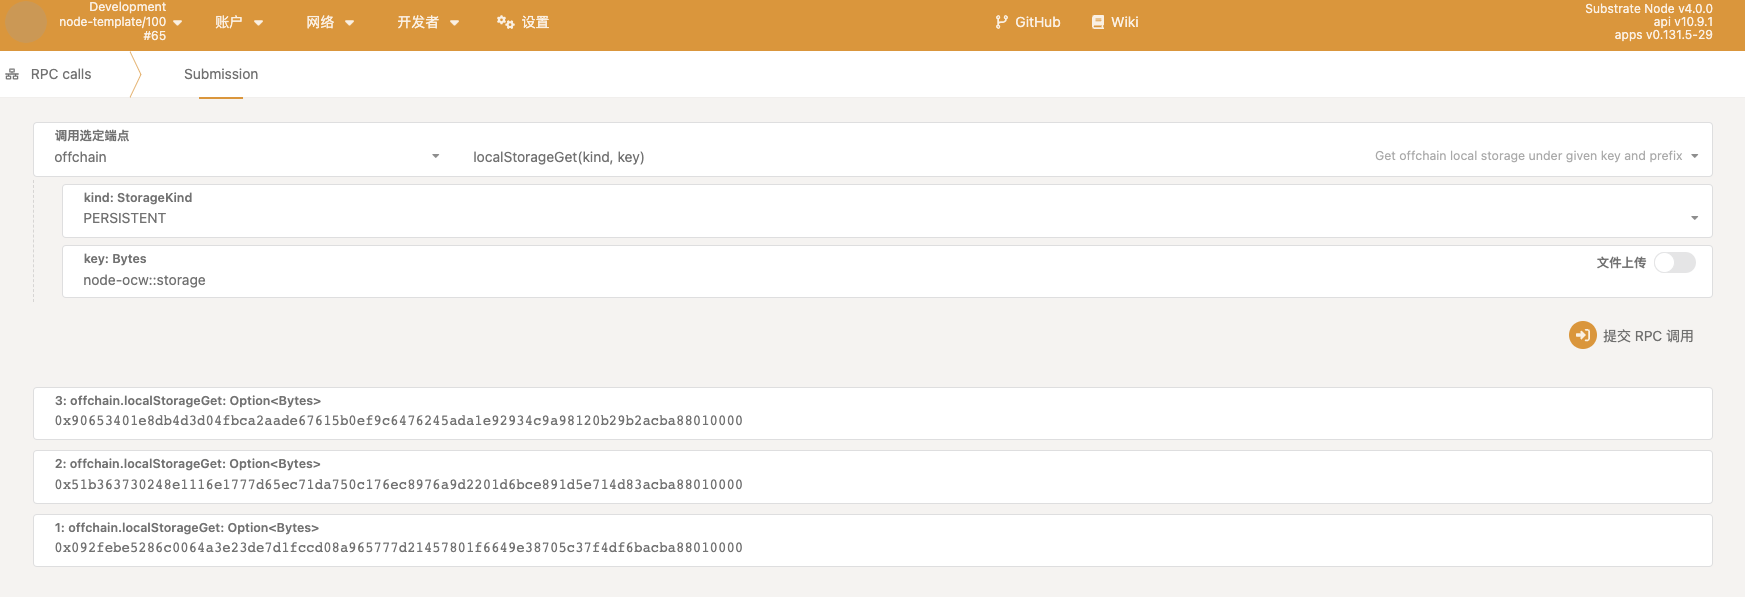 Development
node-template/100
#65
账户
网络
开发者
设置
GitHub
Wiki
Substrate Node v4.0.0
api v10.9.1
apps v0.131.5-29
RPC calls
Submission
调用选定端点
offchain
localStorageGet(kind, key)
Get offchain local storage under given key and prefix
kind: StorageKind
PERSISTENT
key: Bytes
node-ocw::storage
文件上传
提交 RPC 调用
3: offchain.localStorageGet: Option<Bytes>
0x90653401e8db4d3d04fbca2aade67615b0ef9c6476245ada1e92934c9a98120b29b2acba88010000
2: offchain.localStorageGet: Option<Bytes>
0x51b363730248e1116e1777d65ec71da750c176ec8976a9d2201d6bce891d5e714d83acba88010000
1: offchain.localStorageGet: Option<Bytes>
0x092febe5286c0064a3e23de7d1fccd08a965777d21457801f6649e38705c37f4df6bacba88010000